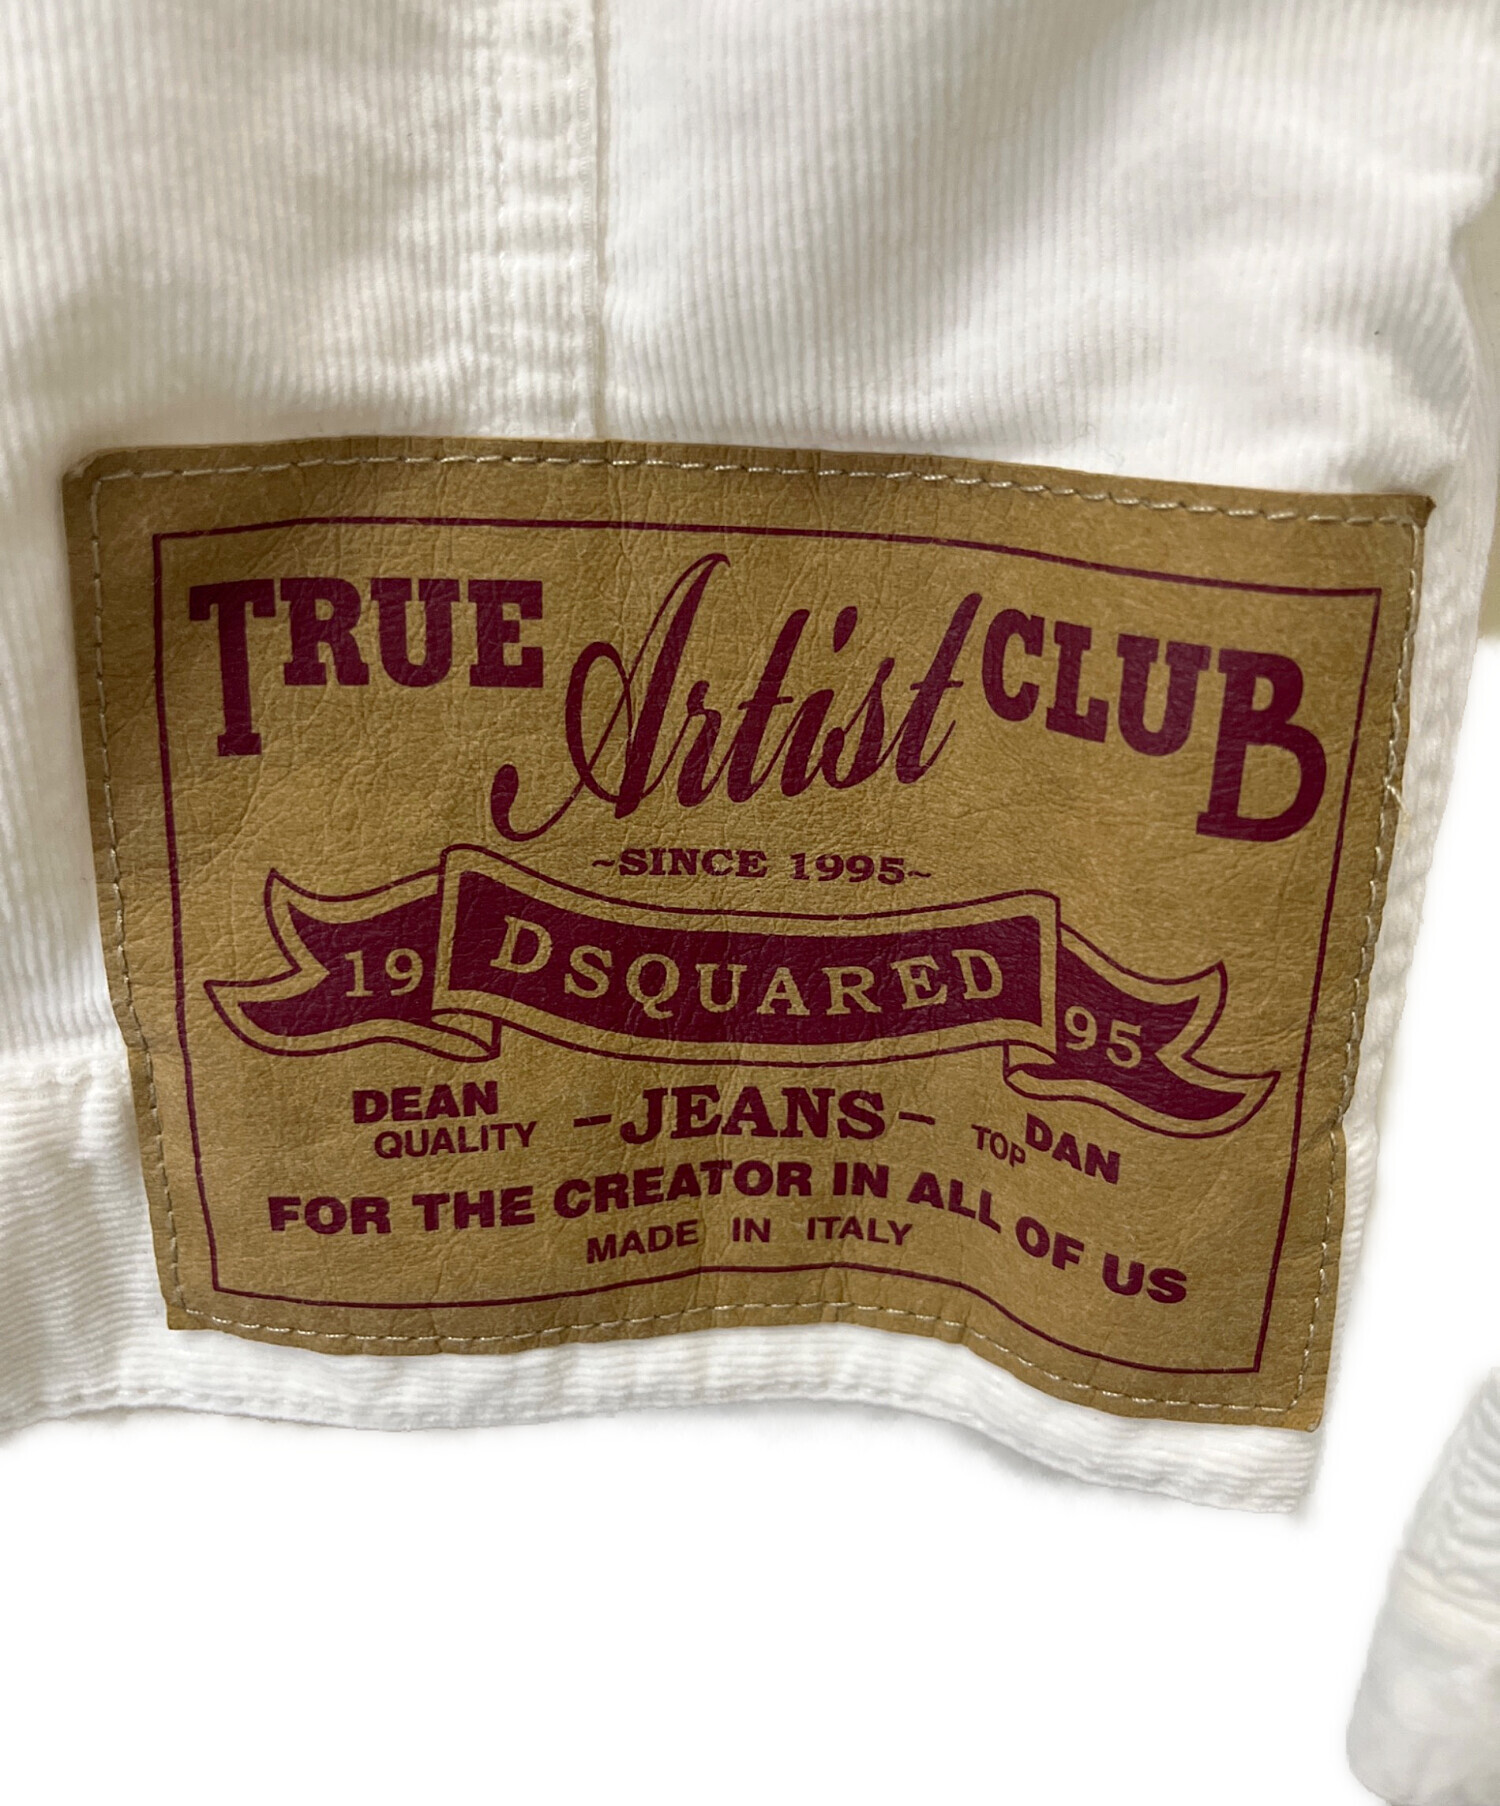 TRUE Artist CLUB
~SINCE 1995~
19 DSQUARED 95
DEAN QUALITY -JEANS- TOP DAN
FOR THE CREATOR IN ALL OF US
MADE IN ITALY